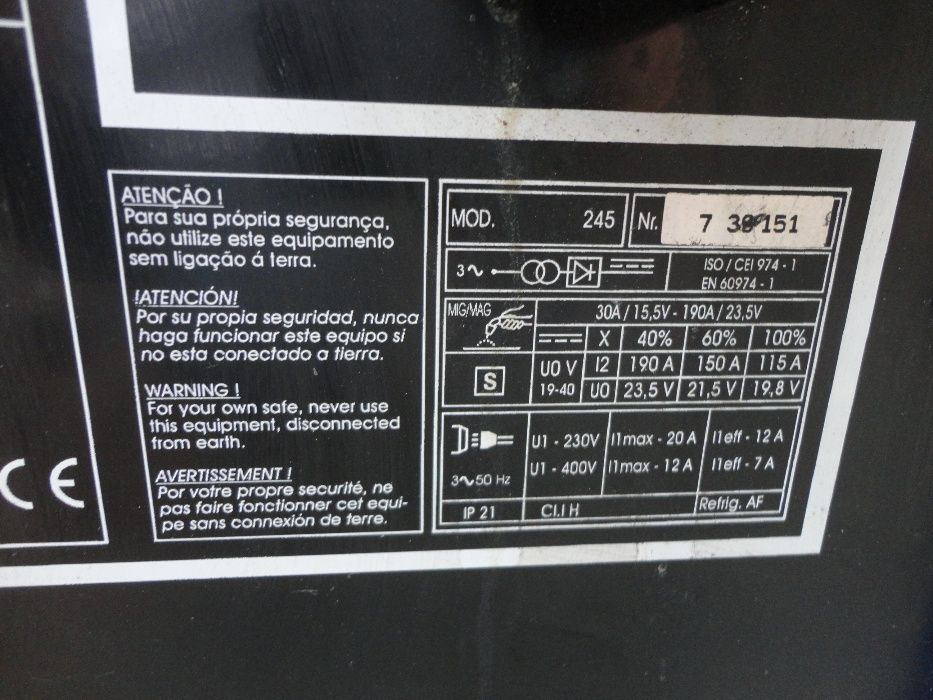 ATENÇÃO !
Para sua própria segurança,
não utilize este equipamento
sem ligação á terra.
!ATENCIÓN!
Por su propia seguridad, nunca
haga funcionar este equipo si
no esta conectado a tierra.
WARNING !
For your own safe, never use
this equipment, disconnected
from earth.
AVERTISSEMENT !
Por votre propre securité, ne
pas faire fonctionner cet equi-
pe sans connexión de terre.
CE
MOD. 245 Nr. 7 38151
3~ ISO / CEI 974 - 1
EN 60974 - 1
MIG/MAG 30A / 15,5V - 190A / 23,5V
X 40% 60% 100%
S U0 V I2 190 A 150 A 115 A
19-40 U0 23,5 V 21,5 V 19,8 V
U1 - 230V I1max - 20 A I1eff - 12 A
3~50 Hz U1 - 400V I1max - 12 A I1eff - 7 A
IP 21 Cl.I H Refrig. AF